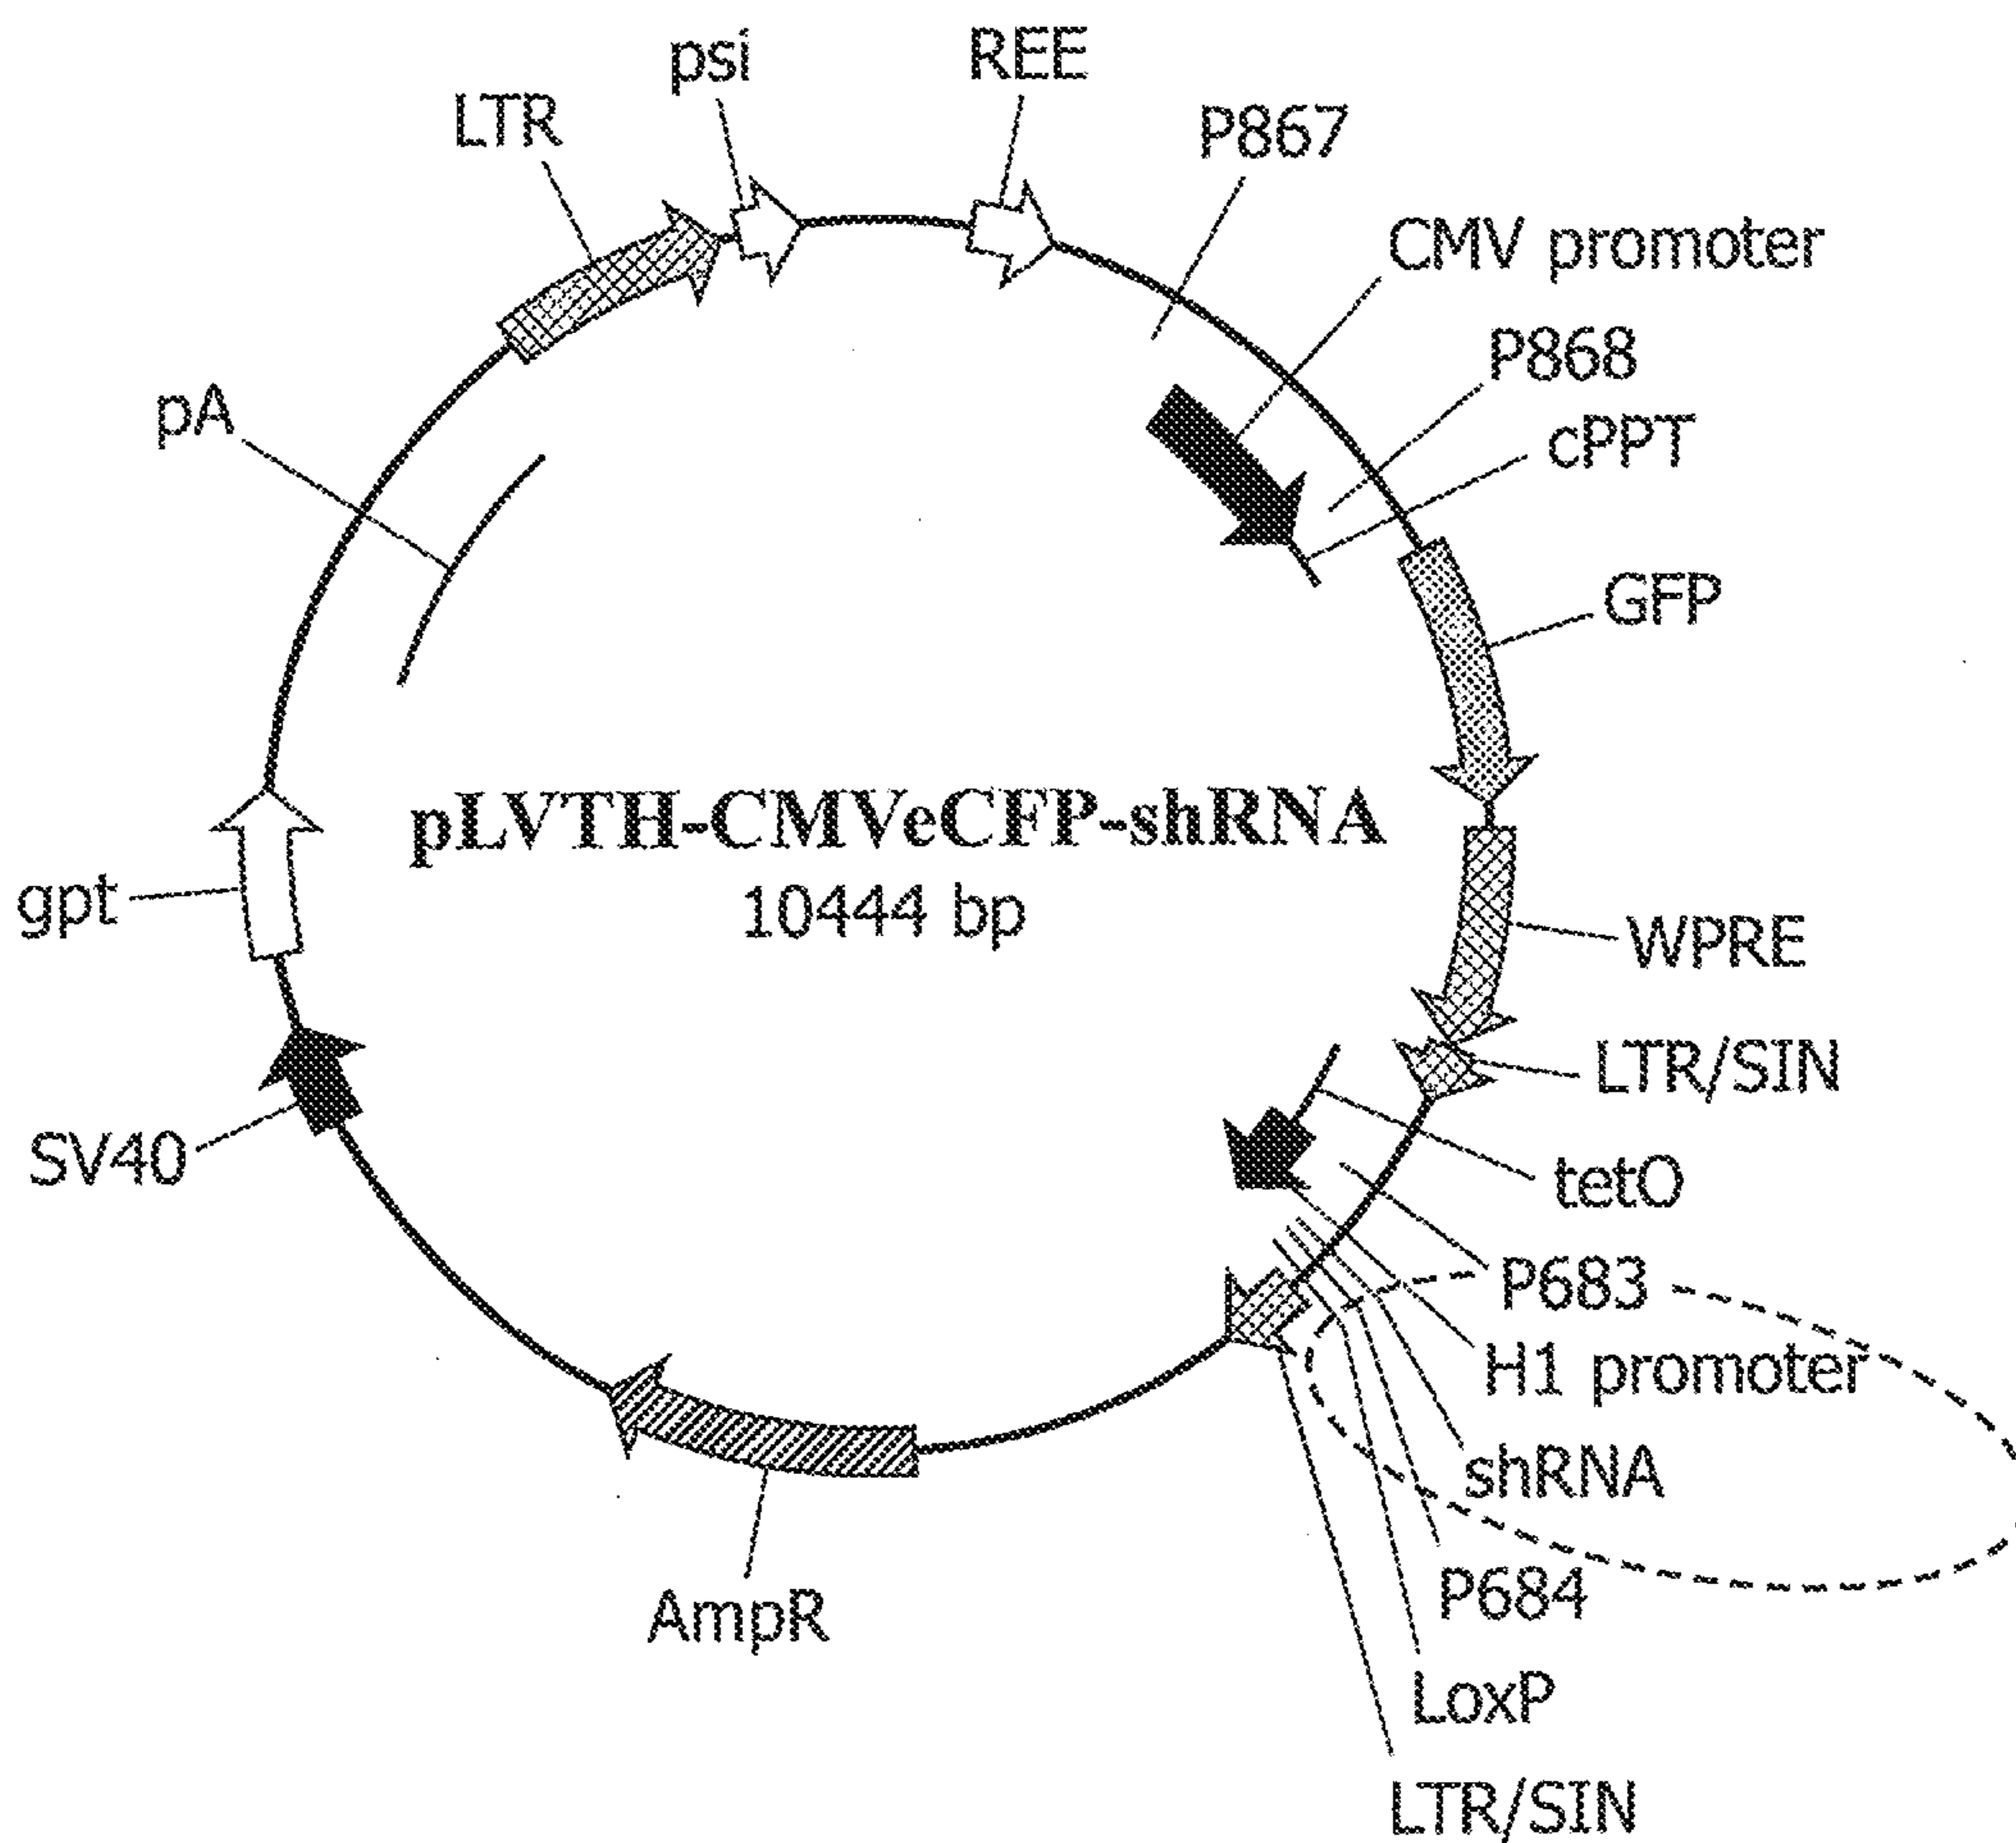 psi
REE
LTR
P867
CMV promoter
P868
pA
cPPT
GFP
pLVTH-CMVeCFP-shRNA
10444 bp
gpt
WPRE
LTR/SIN
SV40
tetO
P683
H1 promoter
shRNA
AmpR
P684
LoxP
LTR/SIN